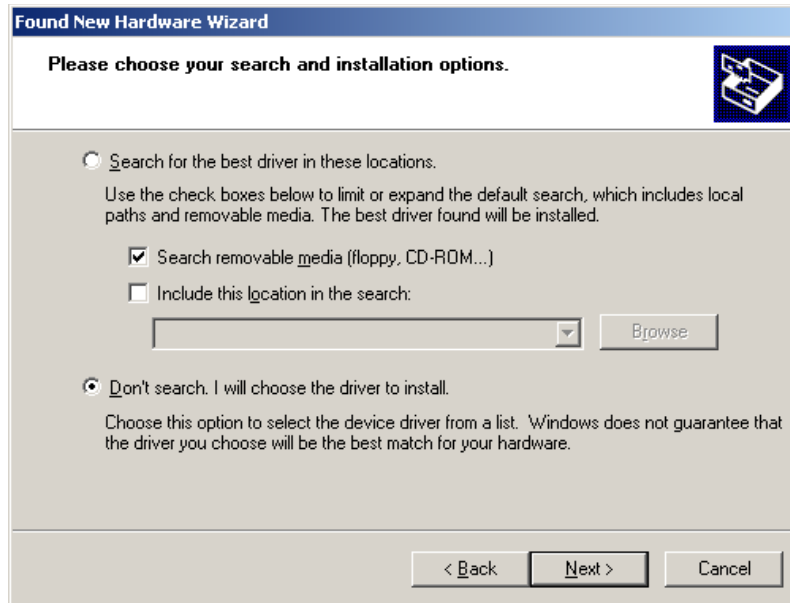 Found New Hardware Wizard
Please choose your search and installation options.
Search for the best driver in these locations.
Use the check boxes below to limit or expand the default search, which includes local
paths and removable media. The best driver found will be installed.
Search removable media (floppy, CD-ROM...)
Include this location in the search:
Browse
Don't search. I will choose the driver to install.
Choose this option to select the device driver from a list.  Windows does not guarantee that
the driver you choose will be the best match for your hardware.
< Back
Next >
Cancel